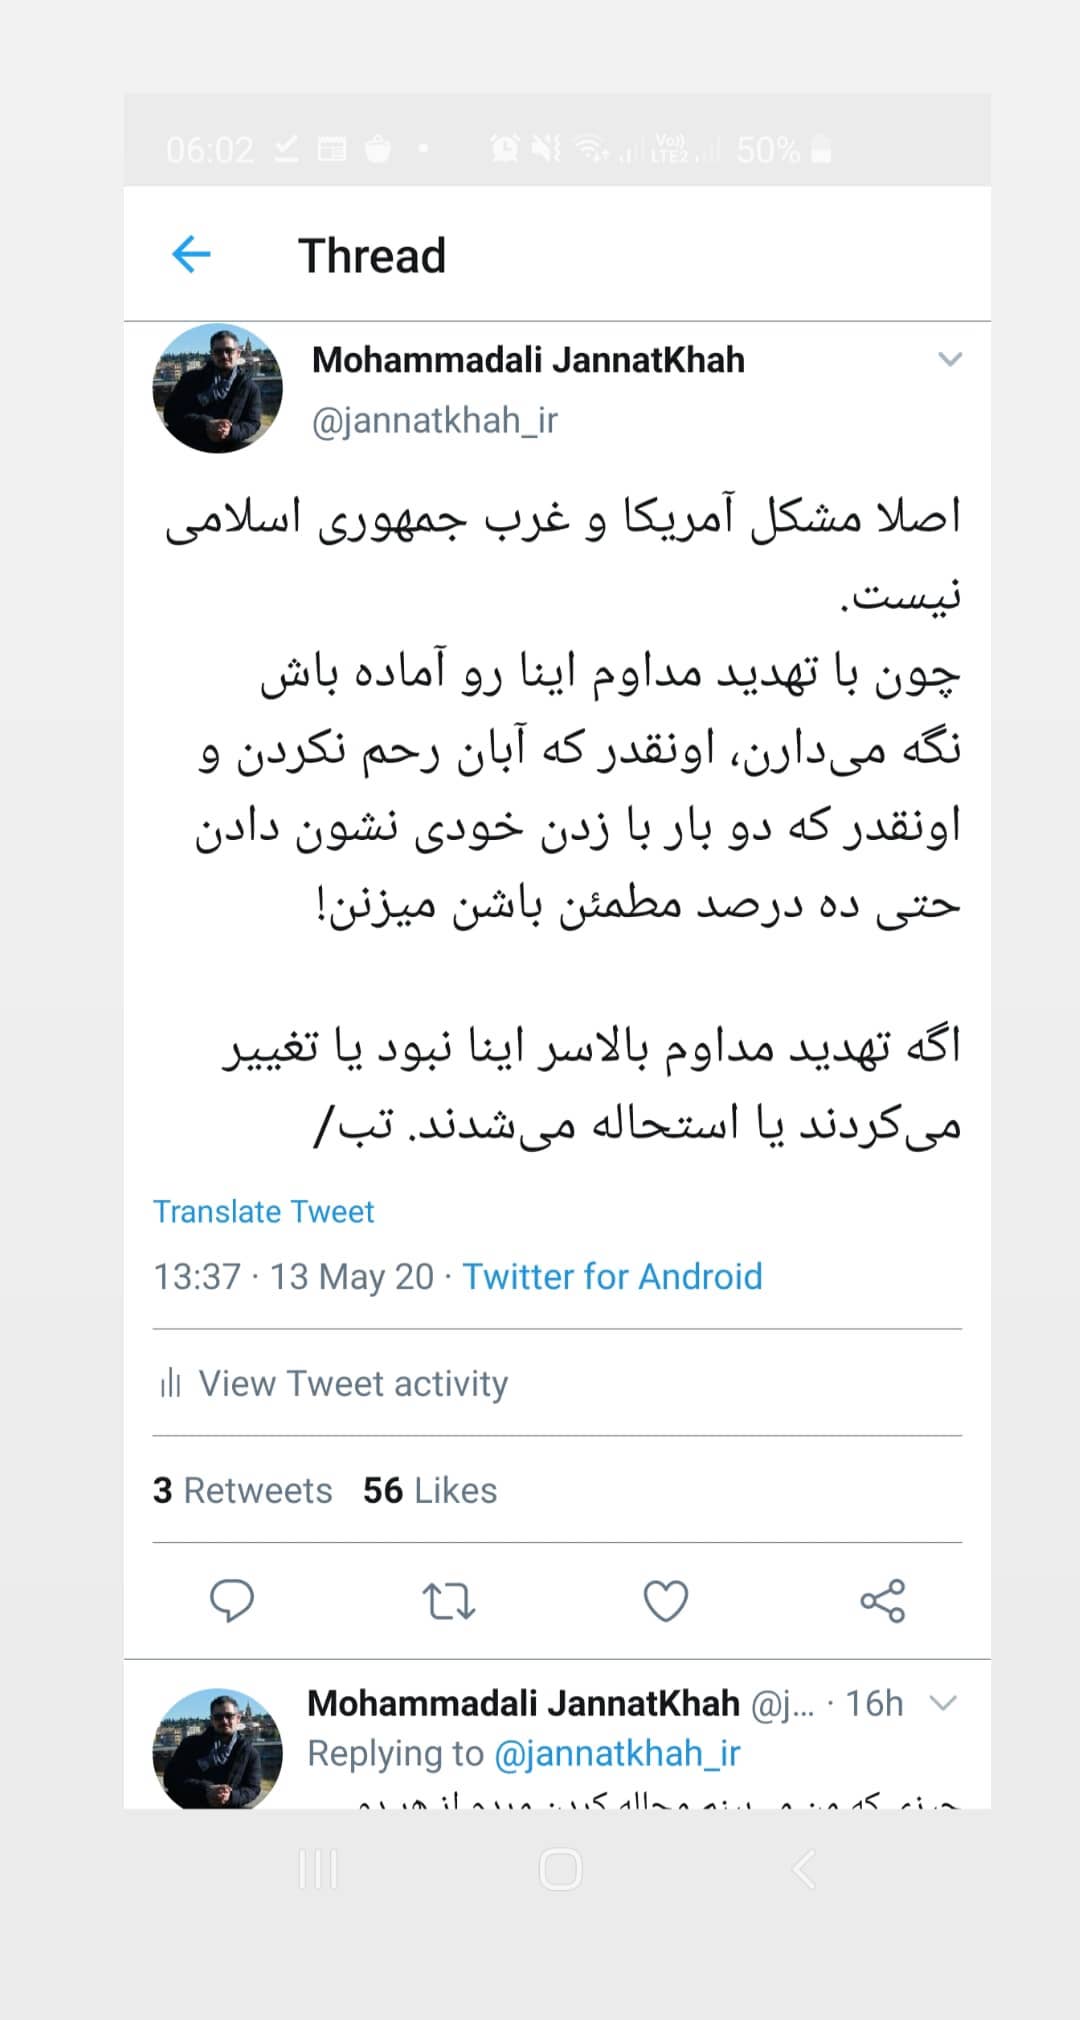 06:02 VoLTE2 50%
Thread
Mohammadali JannatKhah
@jannatkhah_ir
اصلا مشکل آمریکا و غرب جمهوری اسلامی
نیست.
چون با تهدید مداوم اینا رو آماده باش
نگه می‌دارن، اونقدر که آبان رحم نکردن و
اونقدر که دو بار با زدن خودی نشون دادن
حتی ده درصد مطمئن باشن میزنن!
اگه تهدید مداوم بالاسر اینا نبود یا تغییر
می‌کردند یا استحاله می‌شدند. تب/
Translate Tweet
13:37 · 13 May 20 · Twitter for Android
View Tweet activity
3 Retweets 56 Likes
Mohammadali JannatKhah @j... · 16h
Replying to @jannatkhah_ir